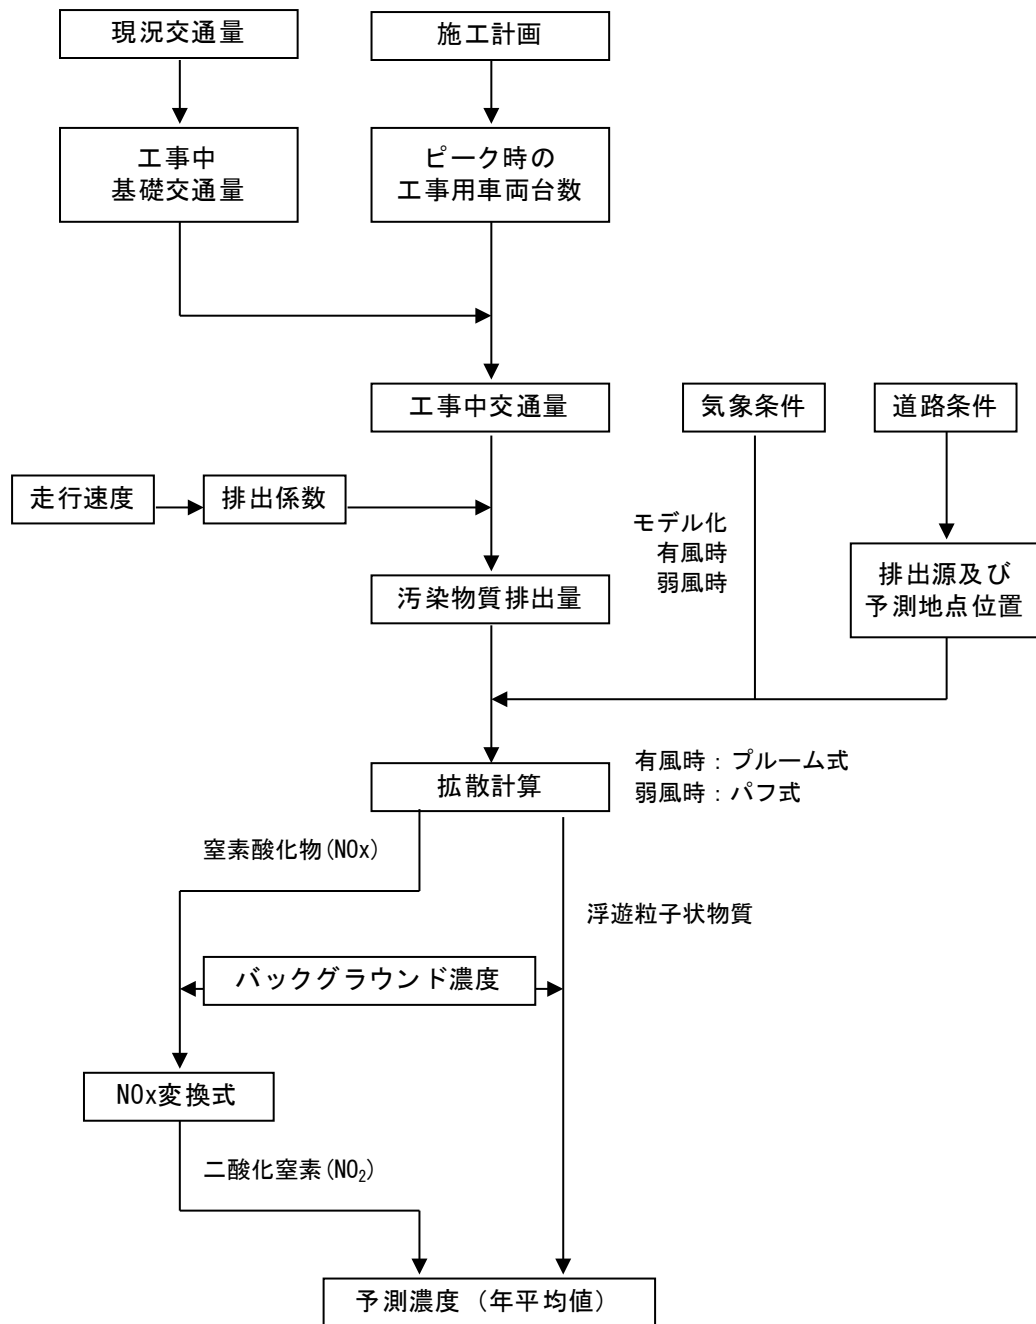 現況交通量
施工計画
工事中
基礎交通量
ピーク時の
工事用車両台数
工事中交通量
気象条件
道路条件
走行速度
排出係数
モデル化
有風時
弱風時
排出源及び
予測地点位置
汚染物質排出量
拡散計算
有風時：プルーム式
弱風時：パフ式
窒素酸化物(NOx)
浮遊粒子状物質
バックグラウンド濃度
NOx変換式
二酸化窒素(NO₂)
予測濃度（年平均値）